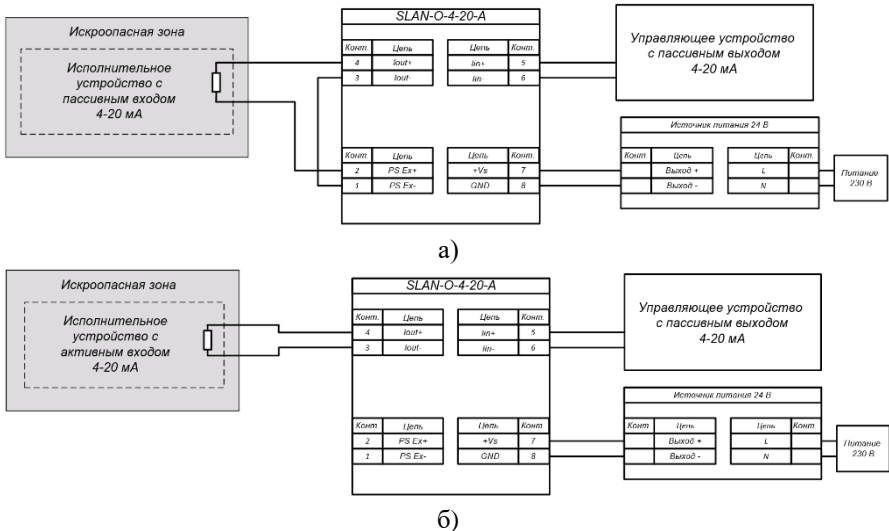 SLAN-O-4-20-A
Искроопасная зона
Исполнительное
устройство с
пассивным входом
4-20 мА
Конт. Цепь Цепь Конт.
4 Iout+ Iin+ 5
3 Iout- Iin- 6
Управляющее устройство
с пассивным выходом
4-20 мА
Конт. Цепь Цепь Конт.
2 PS Ex+ +Vs 7
1 PS Ex- GND 8
Источник питания 24 В
Конт. Цепь Цепь Конт.
Выход + L
Выход - N
Питание
230 В
а)
SLAN-O-4-20-A
Искроопасная зона
Исполнительное
устройство с
активным входом
4-20 мА
Конт. Цепь Цепь Конт.
4 Iout+ Iin+ 5
3 Iout- Iin- 6
Управляющее устройство
с пассивным выходом
4-20 мА
Конт Цепь Цепь Конт.
2 PS Ex+ +Vs 7
1 PS Ex- GND 8
Источник питания 24 В
Конт Цепь Цепь Конт.
Выход + L
Выход - N
Питание
230 В
б)